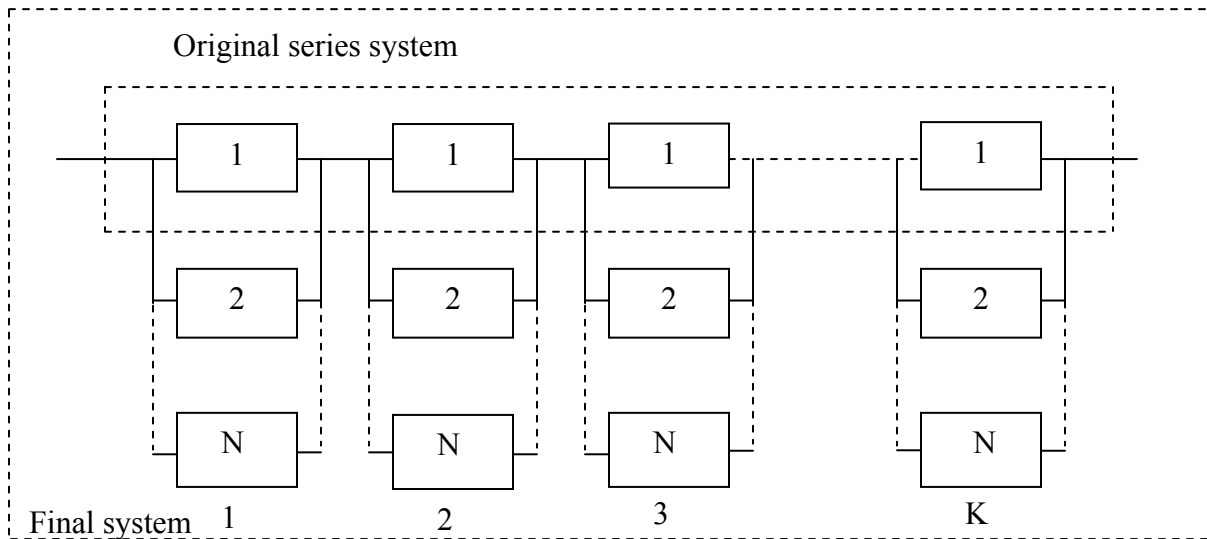 Original series system
1 1 1 1
2 2 2 2
N N N N
Final system 1 2 3 K